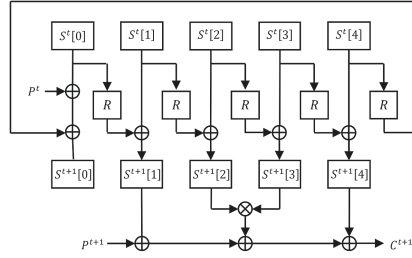 S^t[0] S^t[1] S^t[2] S^t[3] S^t[4]
P^t R R R R R
S^{t+1}[0] S^{t+1}[1] S^{t+1}[2] S^{t+1}[3] S^{t+1}[4]
P^{t+1} C^{t+1}